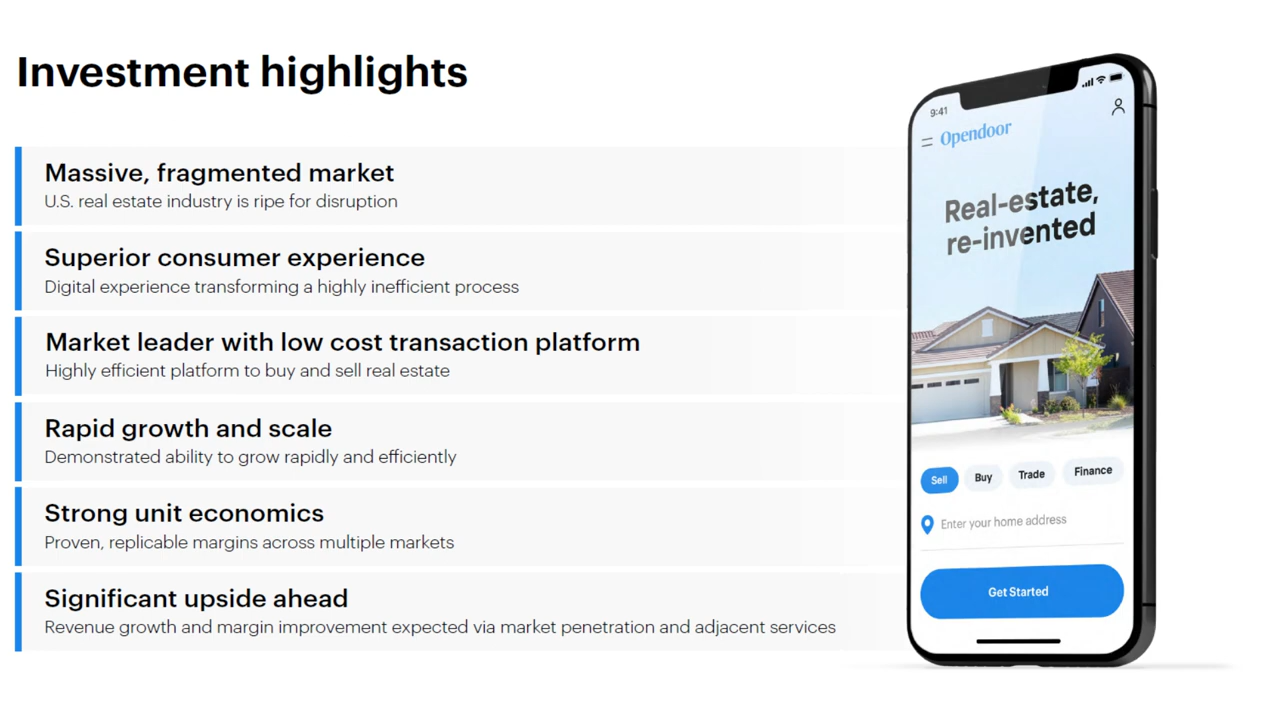 Investment highlights
Massive, fragmented market
U.S. real estate industry is ripe for disruption
Superior consumer experience
Digital experience transforming a highly inefficient process
Market leader with low cost transaction platform
Highly efficient platform to buy and sell real estate
Rapid growth and scale
Demonstrated ability to grow rapidly and efficiently
Strong unit economics
Proven, replicable margins across multiple markets
Significant upside ahead
Revenue growth and margin improvement expected via market penetration and adjacent services
9:41
Opendoor
Real-estate,
re-invented
Sell Buy Trade Finance
Enter your home address
Get Started